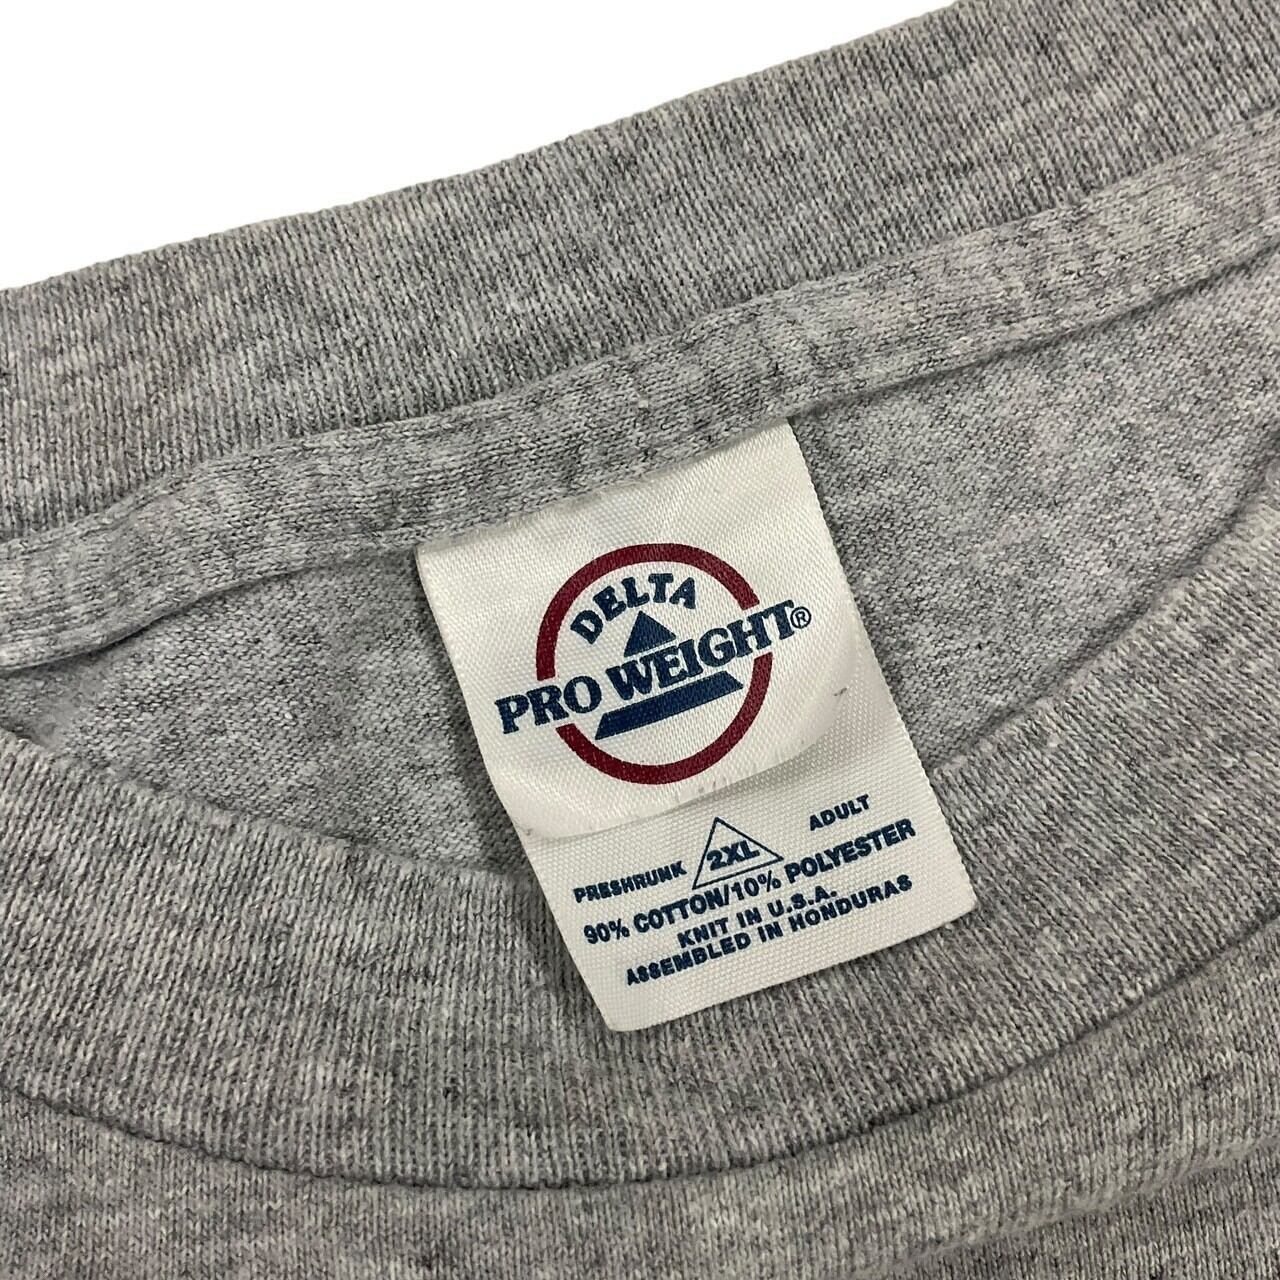 DELTA
PRO WEIGHT®
PRESHRUNK 2XL ADULT
90% COTTON/10% POLYESTER
KNIT IN U.S.A.
ASSEMBLED IN HONDURAS